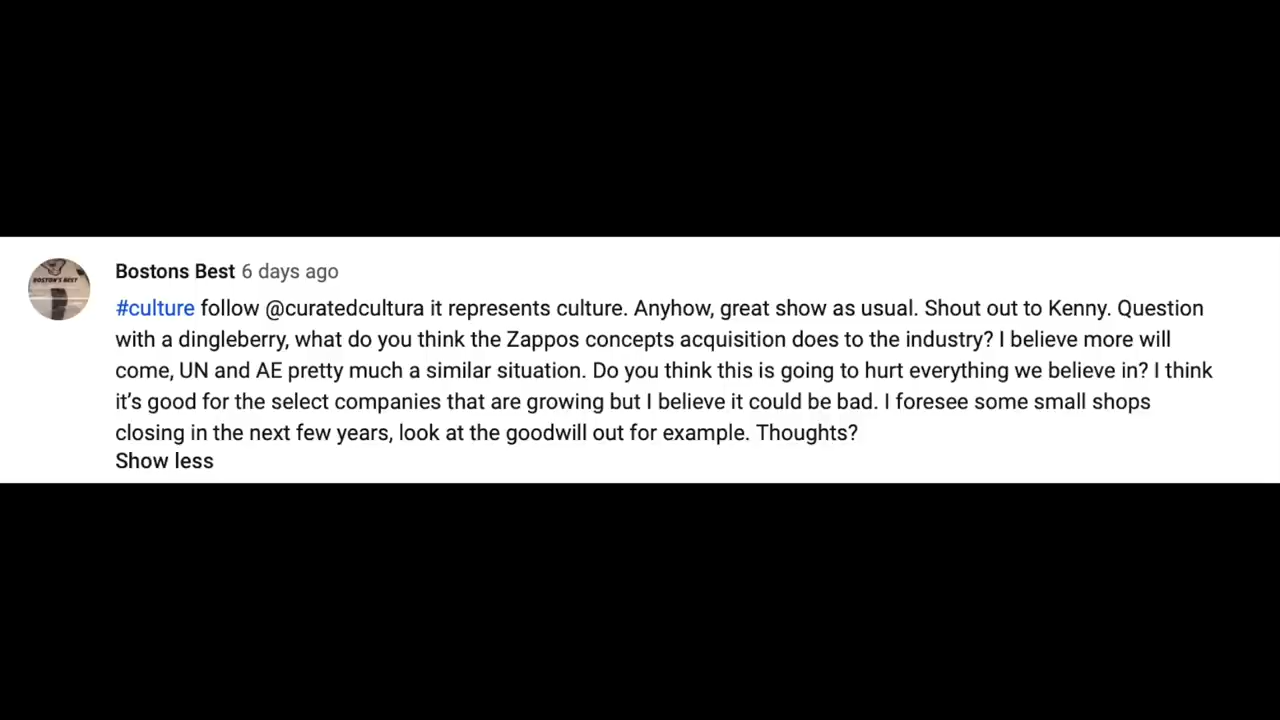 Bostons Best 6 days ago
#culture follow @curatedcultura it represents culture. Anyhow, great show as usual. Shout out to Kenny. Question
with a dingleberry, what do you think the Zappos concepts acquisition does to the industry? I believe more will
come, UN and AE pretty much a similar situation. Do you think this is going to hurt everything we believe in? I think
it’s good for the select companies that are growing but I believe it could be bad. I foresee some small shops
closing in the next few years, look at the goodwill out for example. Thoughts?
Show less
BOSTON'S BEST